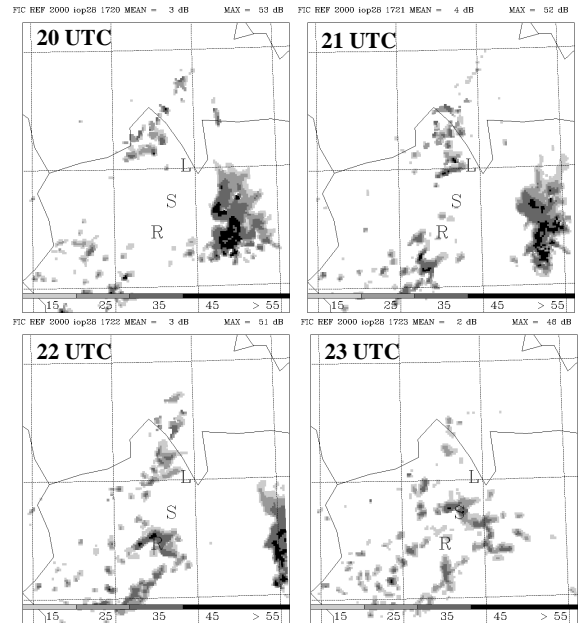 FIC REF 2000 iop28 1720 MEAN = 3 dB MAX = 53 dB
20 UTC
L
S
R
15 25 35 45 > 55
FIC REF 2000 iop28 1721 MEAN = 4 dB MAX = 52 dB
21 UTC
L
S
R
15 25 35 45 > 55
FIC REF 2000 iop28 1722 MEAN = 3 dB MAX = 51 dB
22 UTC
L
S
R
15 25 35 45 > 55
FIC REF 2000 iop28 1723 MEAN = 2 dB MAX = 48 dB
23 UTC
L
S
R
15 25 35 45 > 55